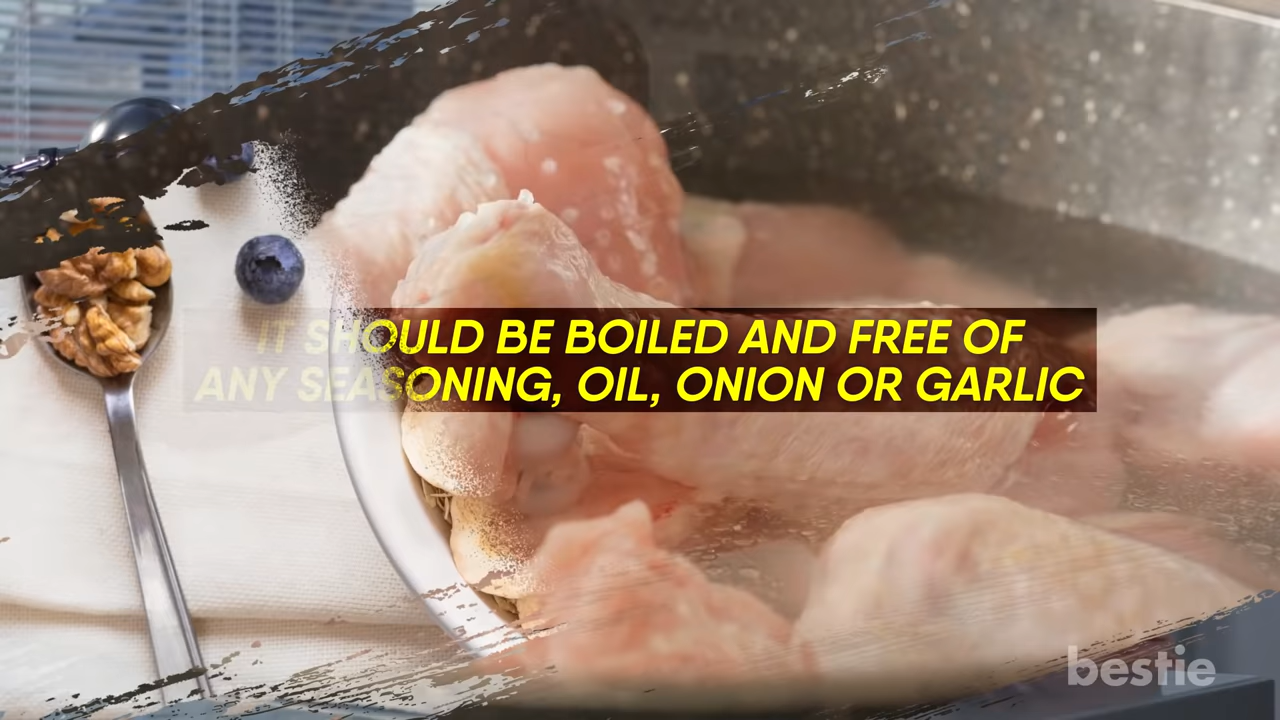 IT SHOULD BE BOILED AND FREE OF
ANY SEASONING, OIL, ONION OR GARLIC
bestie